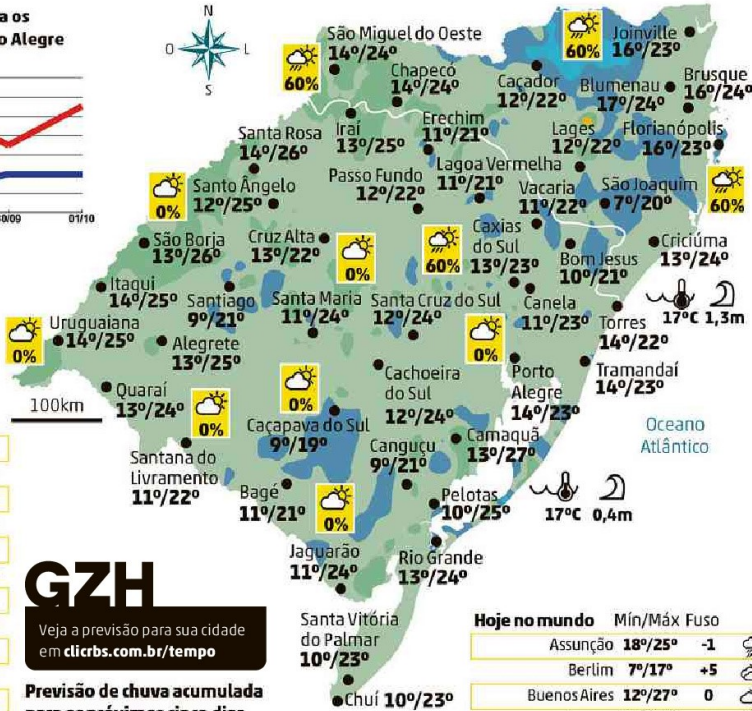 a os
o Alegre
30/09
01/10
N
O
L
S
São Miguel do Oeste
14º/24º
60%
Chapecó
14º/24º
60%
Joinville
16º/23º
Caçador
12º/22º
Blumenau
17º/24º
Brusque
16º/24º
Erechim
11º/21º
Iraí
13º/25º
Santa Rosa
14º/26º
Lages
12º/22º
Florianópolis
16º/23º
60%
Lagoa Vermelha
11º/21º
Passo Fundo
12º/22º
Vacaria
11º/22º
São Joaquim
7º/20º
0%
Santo Ângelo
12º/25º
São Borja
13º/26º
Cruz Alta
13º/22º
0%
60%
Caxias
do Sul
13º/23º
Bom Jesus
10º/21º
Criciúma
13º/24º
Itaqui
14º/25º
Santiago
9º/21º
Santa Maria
11º/24º
Santa Cruz do Sul
12º/24º
Canela
11º/23º
Torres
14º/22º
17ºC 1,3m
0%
Uruguaiana
14º/25º
Alegrete
13º/25º
0%
Porto
Alegre
14º/23º
Tramandaí
14º/23º
Quaraí
13º/24º
100km
0%
0%
Cachoeira
do Sul
12º/24º
Caçapava do Sul
9º/19º
Canguçu
9º/21º
Camaquã
13º/27º
Oceano
Atlântico
Santana do
Livramento
11º/22º
Bagé
11º/21º
0%
Pelotas
10º/25º
17ºC 0,4m
Jaguarão
11º/24º
Rio Grande
13º/24º
GZH
Veja a previsão para sua cidade
em clicrbs.com.br/tempo
Santa Vitória
do Palmar
10º/23º
Chuí 10º/23º
Hoje no mundo Mín/Máx Fuso
Assunção 18º/25º -1
Berlim 7º/17º +5
Buenos Aires 12º/27º 0
Previsão de chuva acumulada